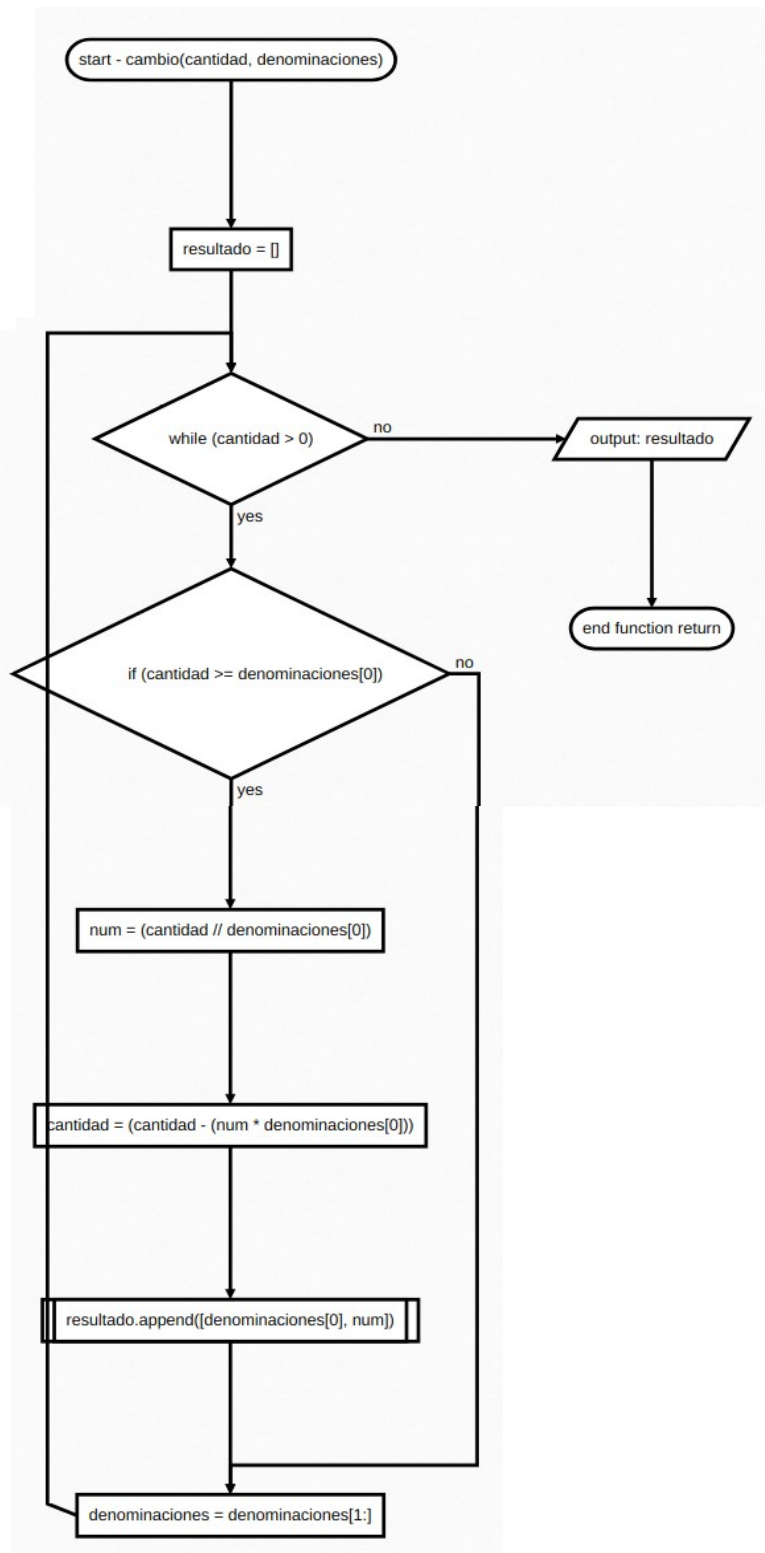 start - cambio(cantidad, denominaciones)
resultado = []
while (cantidad > 0)
no
output: resultado
yes
end function return
if (cantidad >= denominaciones[0])
no
yes
num = (cantidad // denominaciones[0])
cantidad = (cantidad - (num * denominaciones[0]))
resultado.append([denominaciones[0], num])
denominaciones = denominaciones[1:]